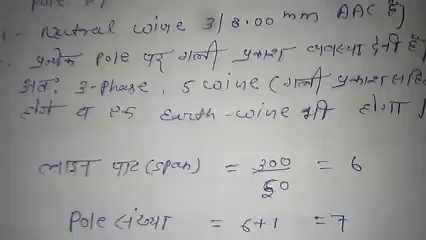 - Neutral wire 3/8.00 mm AAC है
प्रत्येक Pole पर गली प्रकाश व्यवस्था देनी है
अतः 3-Phase, 5 wire (गली प्रकाश सहित
होंगे व एक Earth-wire भी होगा।
लाइन पाट (span) = 300/50 = 6
Pole संख्या = 6+1 = 7